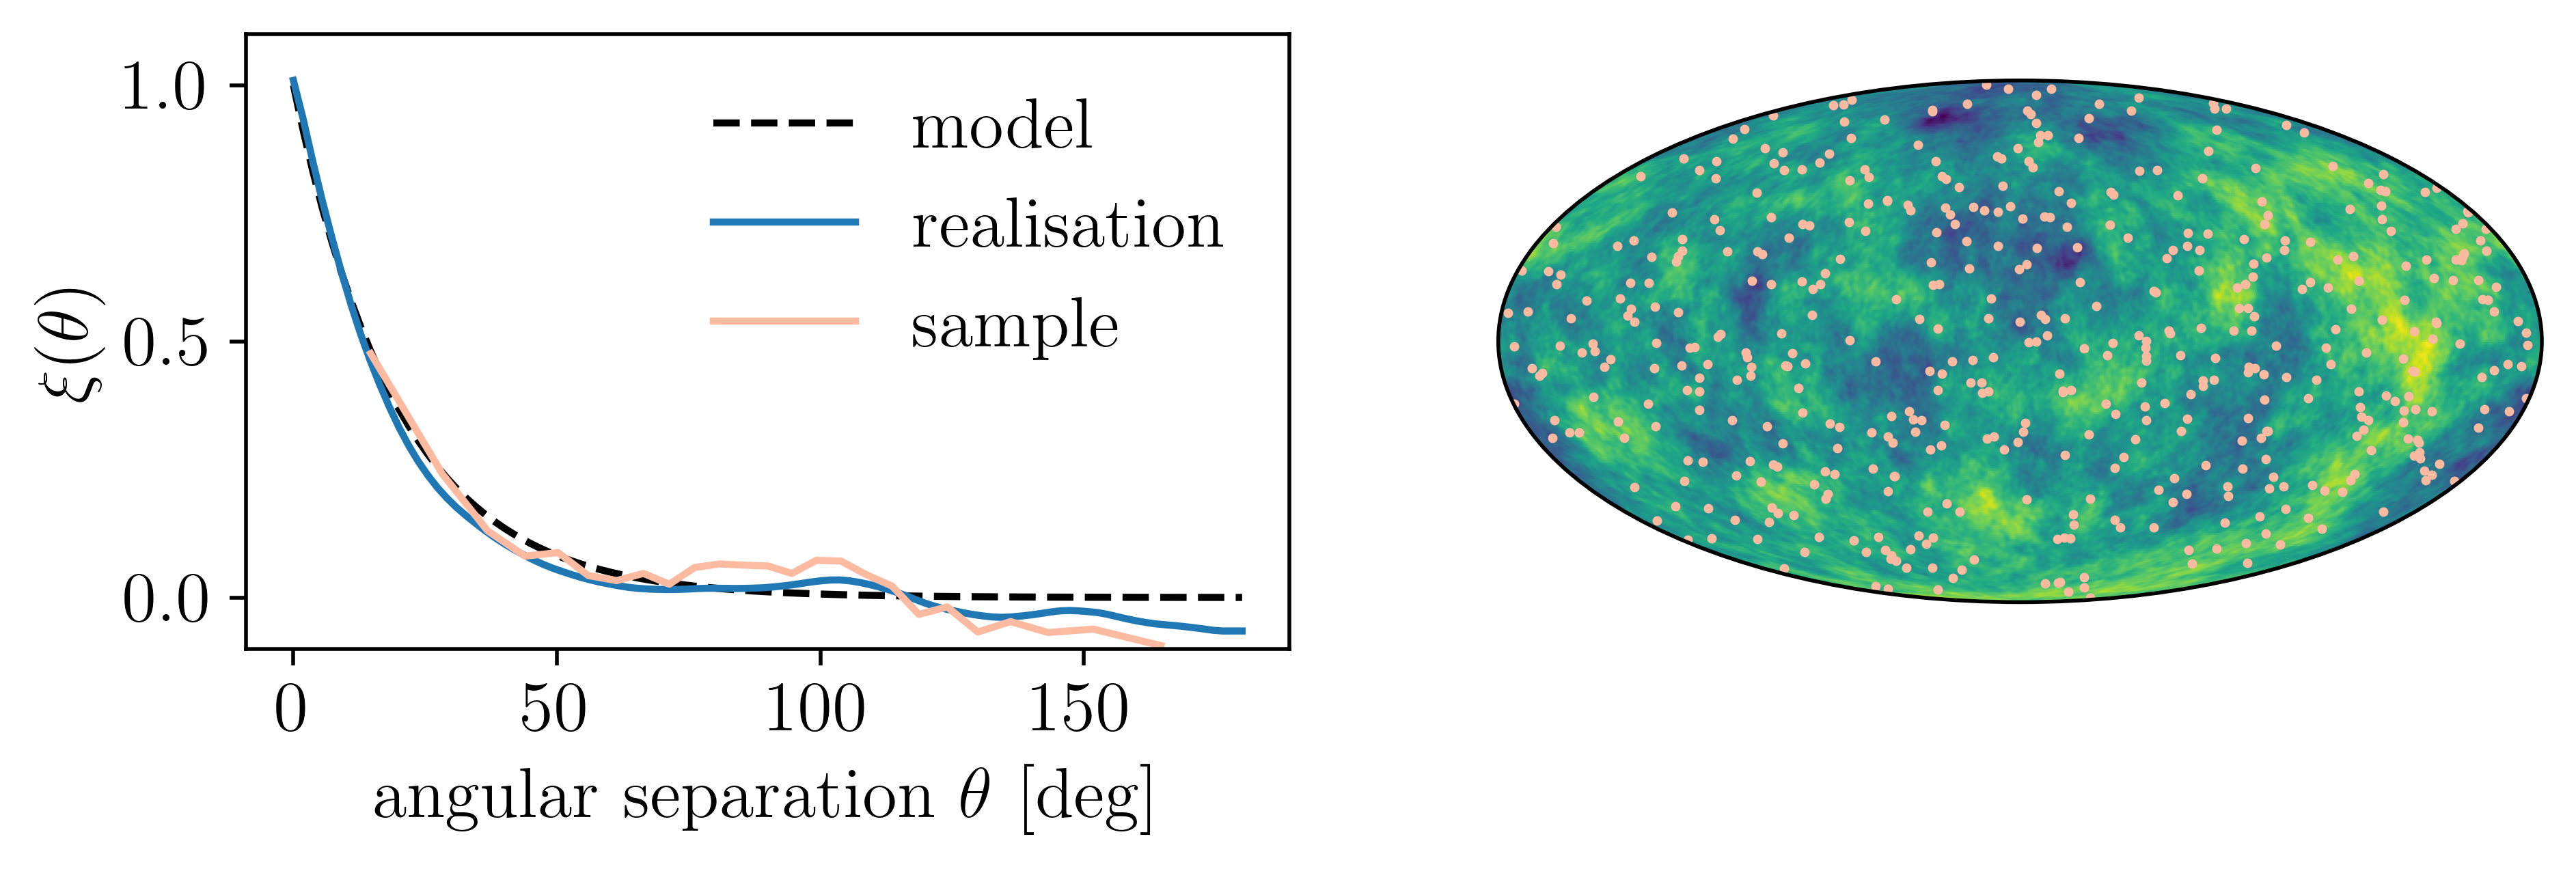 1.0
0.5
0.0
ξ(θ)
model
realisation
sample
0 50 100 150
angular separation θ [deg]